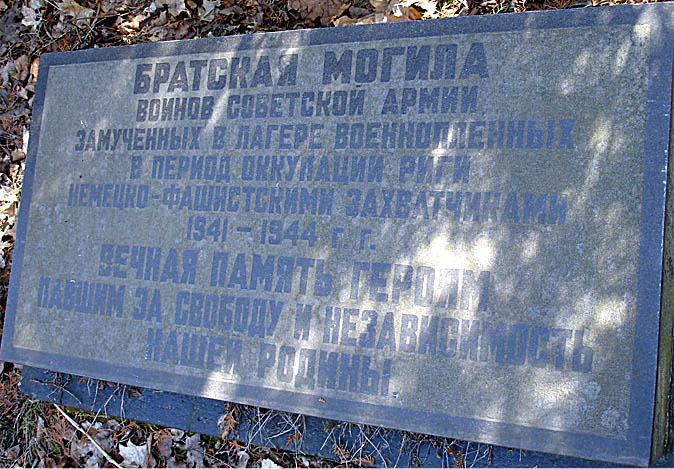 БРАТСКАЯ МОГИЛА
ВОИНОВ СОВЕТСКОЙ АРМИИ
ЗАМУЧЕННЫХ В ЛАГЕРЕ ВОЕННОПЛЕННЫХ
В ПЕРИОД ОККУПАЦИИ РИГИ
НЕМЕЦКО-ФАШИСТСКИМИ ЗАХВАТЧИКАМИ
1941 – 1944 г. г.
ВЕЧНАЯ ПАМЯТЬ ГЕРОЯМ
ПАВШИМ ЗА СВОБОДУ И НЕЗАВИСИМОСТЬ
НАШЕЙ РОДИНЫ